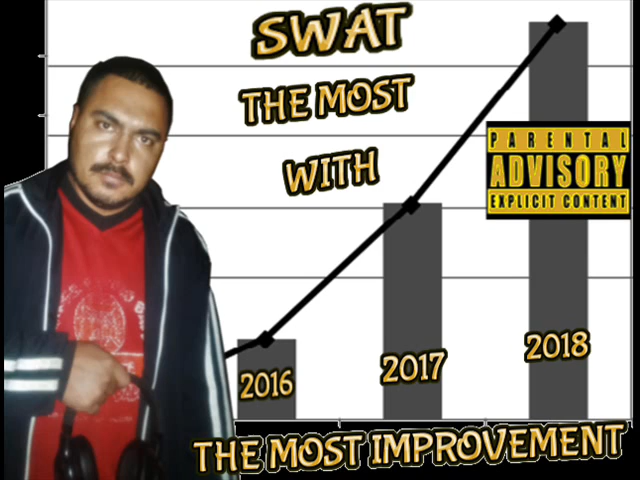 SWAT
THE MOST
WITH
PARENTAL
ADVISORY
EXPLICIT CONTENT
2016
2017
2018
THE MOST IMPROVEMENT